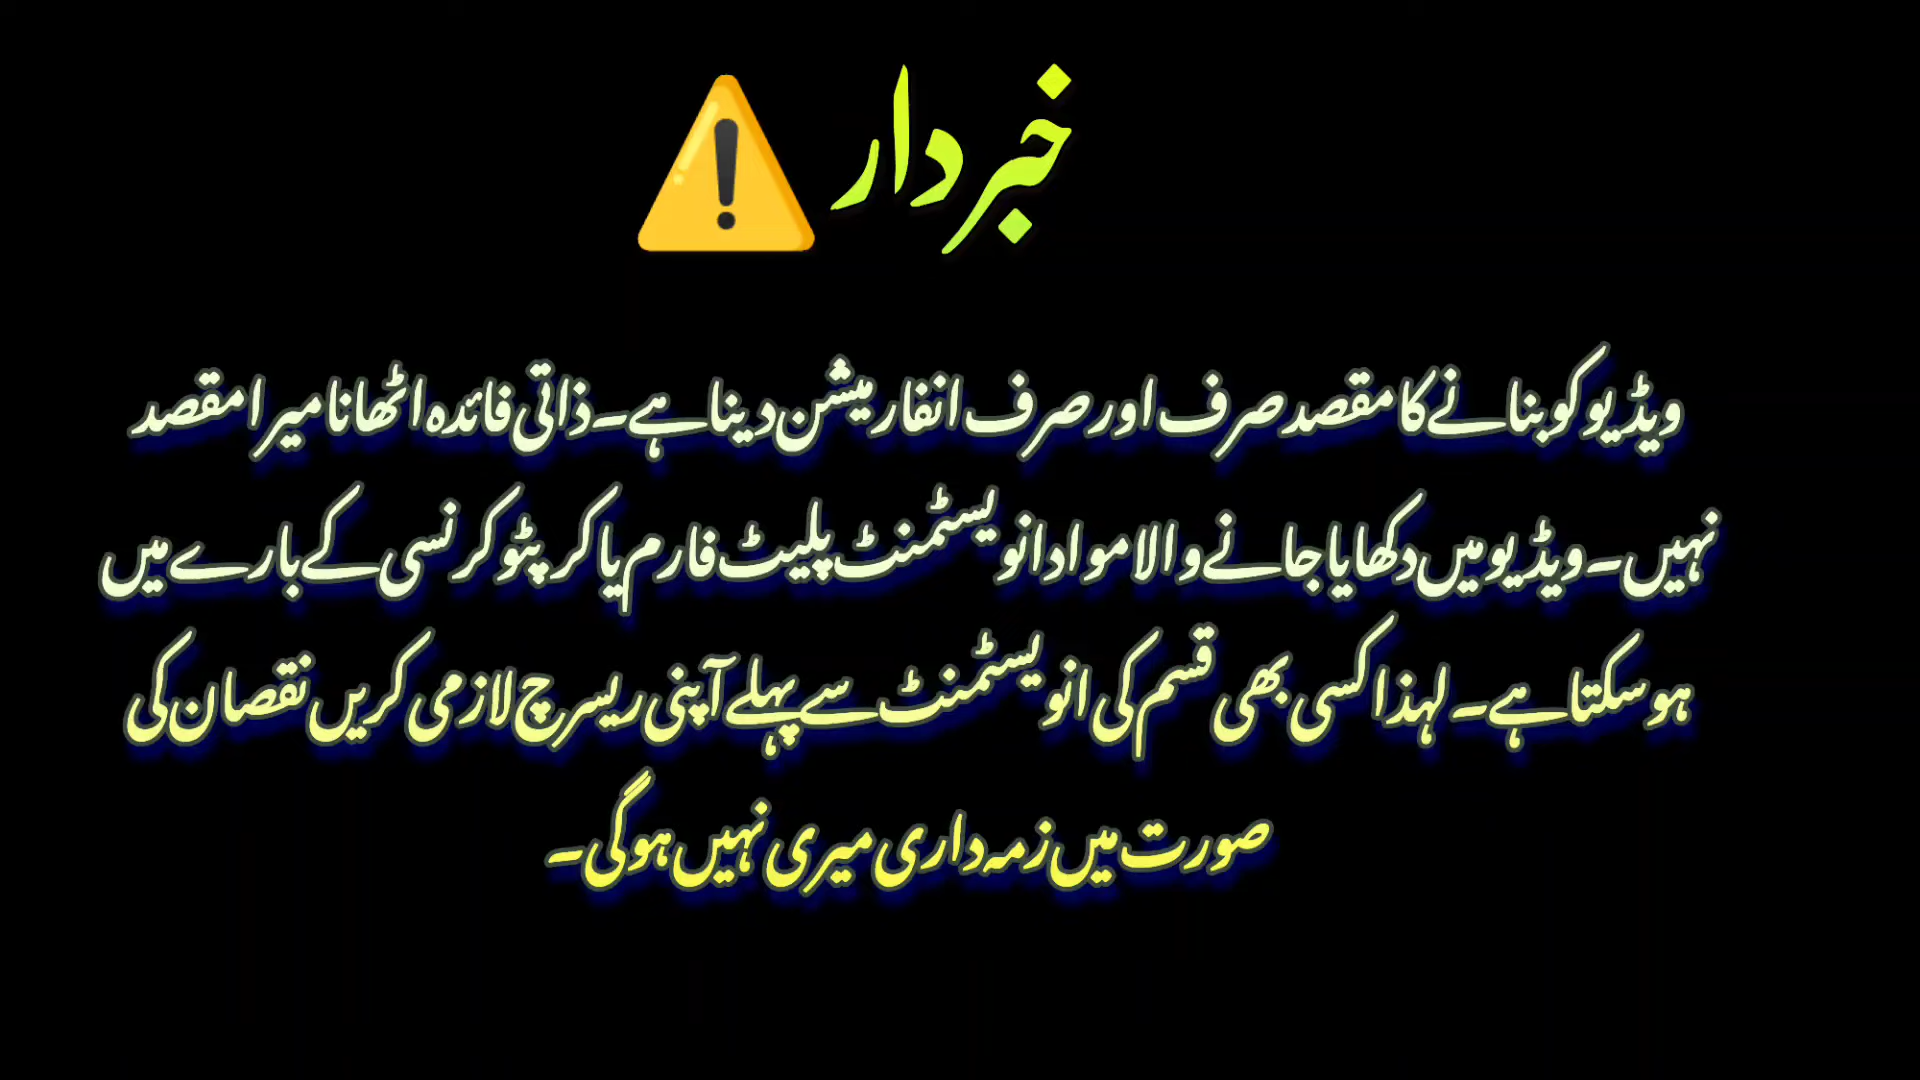 خبردار ⚠️
ویڈیو کو بنانے کا مقصد صرف اور صرف انفارمیشن دینا ہے۔ ذاتی فائدہ اٹھانا میرا مقصد
نہیں۔ ویڈیو میں دکھایا جانے والا مواد انویسٹمنٹ پلیٹ فارم یا کرپٹو کرنسی کے بارے میں
ہو سکتا ہے۔ لہذا کسی بھی قسم کی انویسٹمنٹ سے پہلے آپنی ریسرچ لازمی کریں نقصان کی
صورت میں زمہ داری میری نہیں ہوگی۔